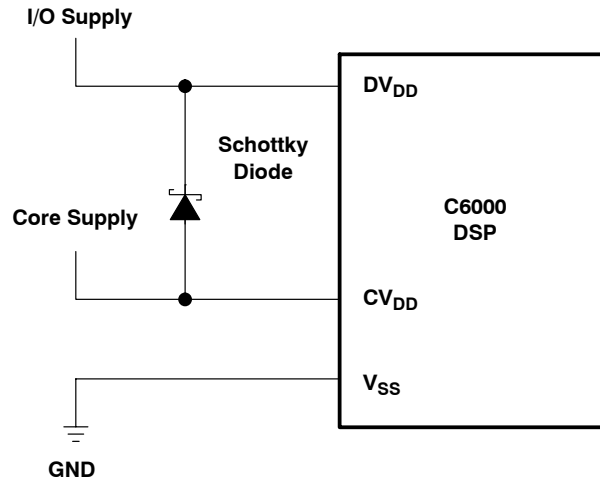 I/O Supply
DVDD
Schottky
Diode
Core Supply
C6000
DSP
CVDD
VSS
GND